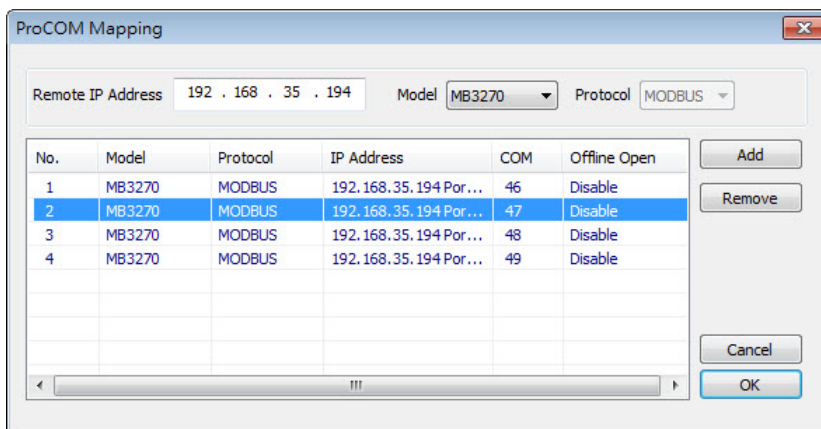 ProCOM Mapping
Remote IP Address 192 . 168 . 35 . 194 Model MB3270 Protocol MODBUS
No. Model Protocol IP Address COM Offline Open
1 MB3270 MODBUS 192.168.35.194 Por... 46 Disable
2 MB3270 MODBUS 192.168.35.194 Por... 47 Disable
3 MB3270 MODBUS 192.168.35.194 Por... 48 Disable
4 MB3270 MODBUS 192.168.35.194 Por... 49 Disable
Add
Remove
Cancel
OK